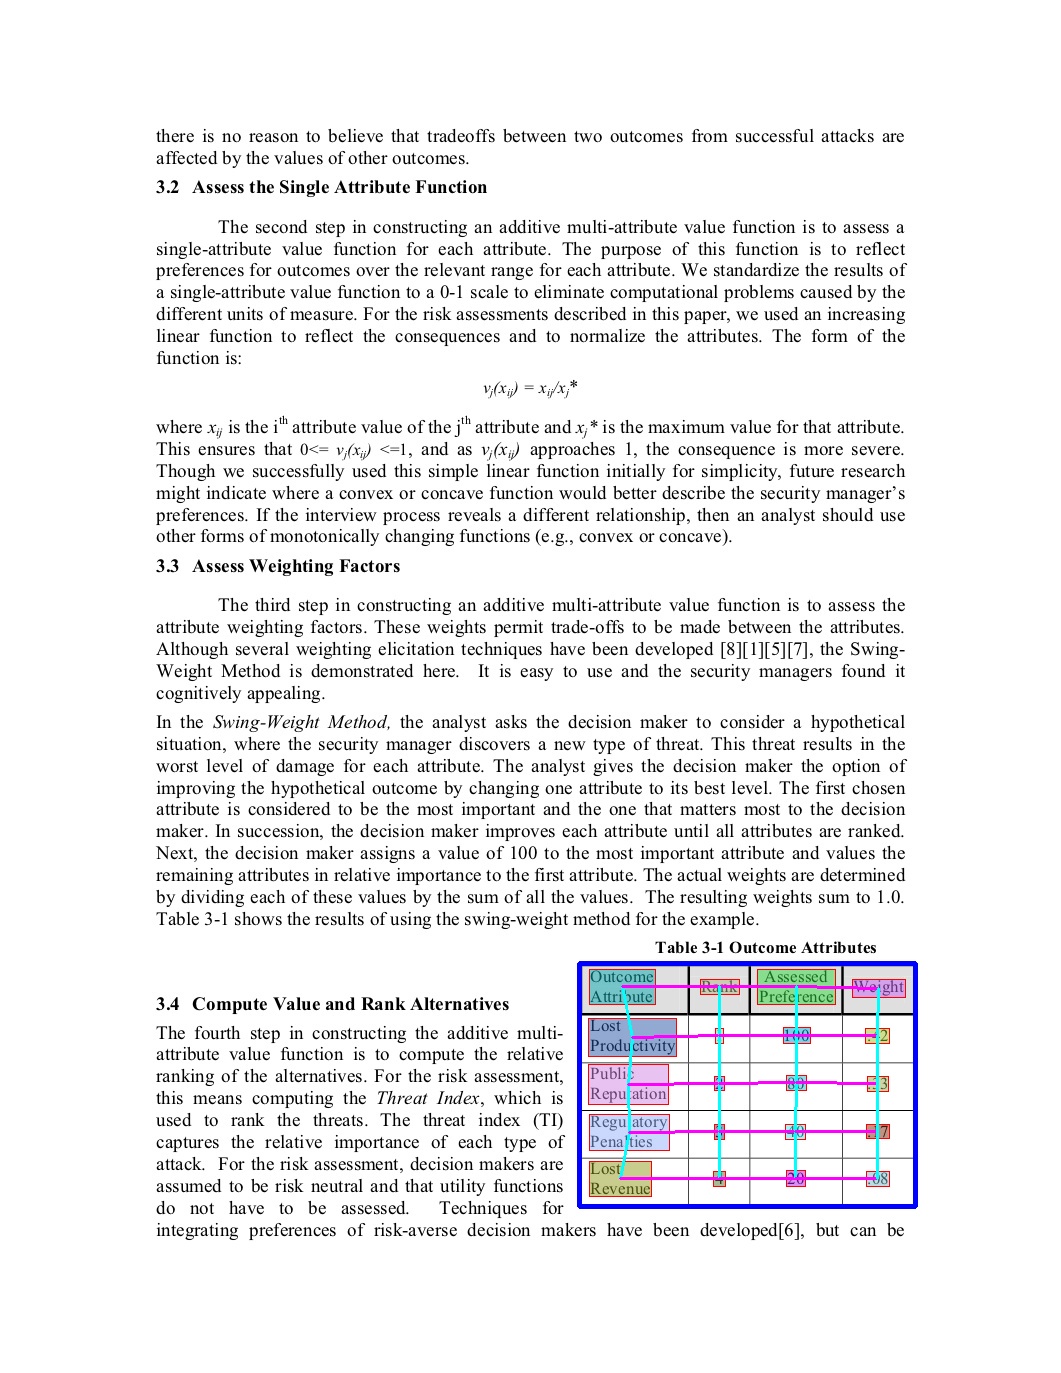 there is no reason to believe that tradeoffs between two outcomes from successful attacks are
affected by the values of other outcomes.
3.2 Assess the Single Attribute Function
The second step in constructing an additive multi-attribute value function is to assess a
single-attribute value function for each attribute. The purpose of this function is to reflect
preferences for outcomes over the relevant range for each attribute. We standardize the results of
a single-attribute value function to a 0-1 scale to eliminate computational problems caused by the
different units of measure. For the risk assessments described in this paper, we used an increasing
linear function to reflect the consequences and to normalize the attributes. The form of the
function is:
vj(xij) = xij/xj*
where xij is the ith attribute value of the jth attribute and xj* is the maximum value for that attribute.
This ensures that 0<= vj(xij) <=1, and as vj(xij) approaches 1, the consequence is more severe.
Though we successfully used this simple linear function initially for simplicity, future research
might indicate where a convex or concave function would better describe the security manager's
preferences. If the interview process reveals a different relationship, then an analyst should use
other forms of monotonically changing functions (e.g., convex or concave).
3.3 Assess Weighting Factors
The third step in constructing an additive multi-attribute value function is to assess the
attribute weighting factors. These weights permit trade-offs to be made between the attributes.
Although several weighting elicitation techniques have been developed [8][1][5][7], the Swing-
Weight Method is demonstrated here. It is easy to use and the security managers found it
cognitively appealing.
In the Swing-Weight Method, the analyst asks the decision maker to consider a hypothetical
situation, where the security manager discovers a new type of threat. This threat results in the
worst level of damage for each attribute. The analyst gives the decision maker the option of
improving the hypothetical outcome by changing one attribute to its best level. The first chosen
attribute is considered to be the most important and the one that matters most to the decision
maker. In succession, the decision maker improves each attribute until all attributes are ranked.
Next, the decision maker assigns a value of 100 to the most important attribute and values the
remaining attributes in relative importance to the first attribute. The actual weights are determined
by dividing each of these values by the sum of all the values. The resulting weights sum to 1.0.
Table 3-1 shows the results of using the swing-weight method for the example.
Table 3-1 Outcome Attributes
Outcome Attribute Rank Assessed Preference Weight
Lost Productivity 1 100 .42
Public Reputation 2 80 .33
Regulatory Penalties 3 40 .17
Lost Revenue 4 20 .08
3.4 Compute Value and Rank Alternatives
The fourth step in constructing the additive multi-
attribute value function is to compute the relative
ranking of the alternatives. For the risk assessment,
this means computing the Threat Index, which is
used to rank the threats. The threat index (TI)
captures the relative importance of each type of
attack. For the risk assessment, decision makers are
assumed to be risk neutral and that utility functions
do not have to be assessed. Techniques for
integrating preferences of risk-averse decision makers have been developed[6], but can be